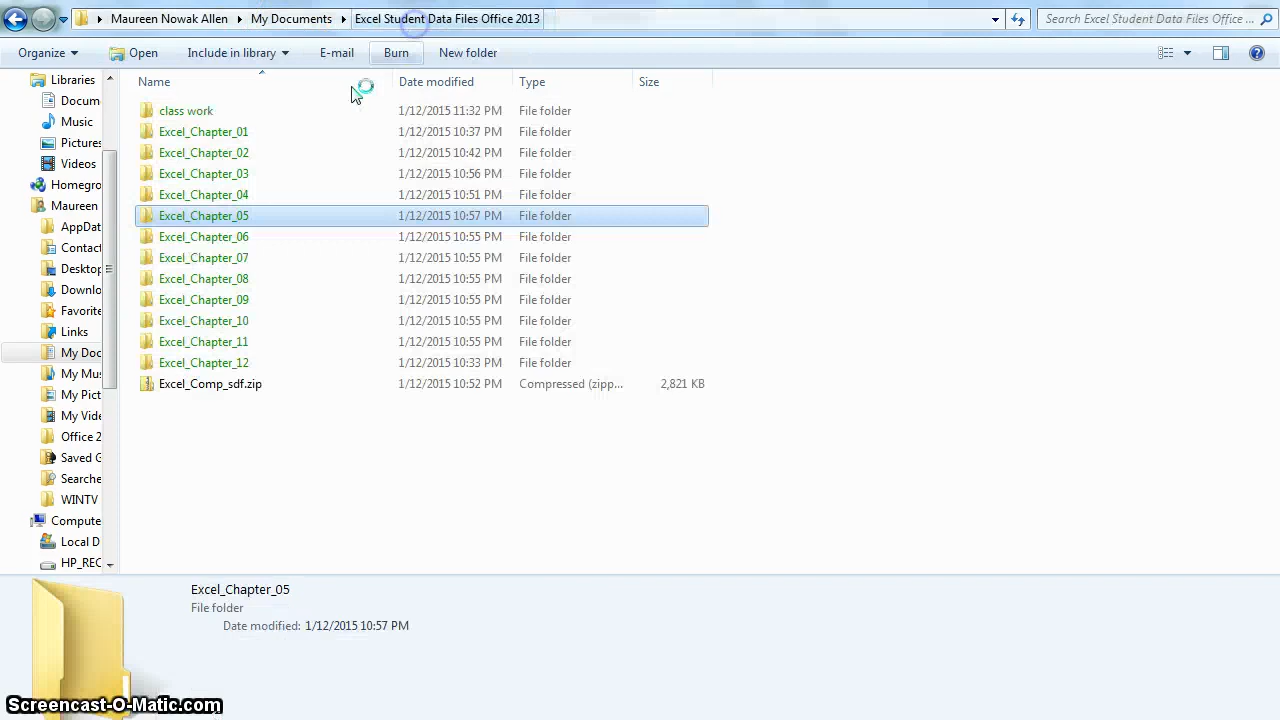 Maureen Nowak Allen My Documents Excel Student Data Files Office 2013 Search Excel Student Data Files Office ...
Organize Open Include in library E-mail Burn New folder
Name Date modified Type Size
Libraries
Docum
Music
Pictures
Videos
Homegro
Maureen
AppDat
Contact
Desktop
Downlo
Favorite
Links
My Doc
My Mus
My Pict
My Vide
Office 2
Saved G
Searche
WINTV
Compute
Local D
HP_REC
class work 1/12/2015 11:32 PM File folder
Excel_Chapter_01 1/12/2015 10:37 PM File folder
Excel_Chapter_02 1/12/2015 10:42 PM File folder
Excel_Chapter_03 1/12/2015 10:56 PM File folder
Excel_Chapter_04 1/12/2015 10:51 PM File folder
Excel_Chapter_05 1/12/2015 10:57 PM File folder
Excel_Chapter_06 1/12/2015 10:55 PM File folder
Excel_Chapter_07 1/12/2015 10:55 PM File folder
Excel_Chapter_08 1/12/2015 10:55 PM File folder
Excel_Chapter_09 1/12/2015 10:55 PM File folder
Excel_Chapter_10 1/12/2015 10:55 PM File folder
Excel_Chapter_11 1/12/2015 10:55 PM File folder
Excel_Chapter_12 1/12/2015 10:33 PM File folder
Excel_Comp_sdf.zip 1/12/2015 10:52 PM Compressed (zipp... 2,821 KB
Excel_Chapter_05
File folder
Date modified: 1/12/2015 10:57 PM
Screencast-O-Matic.com